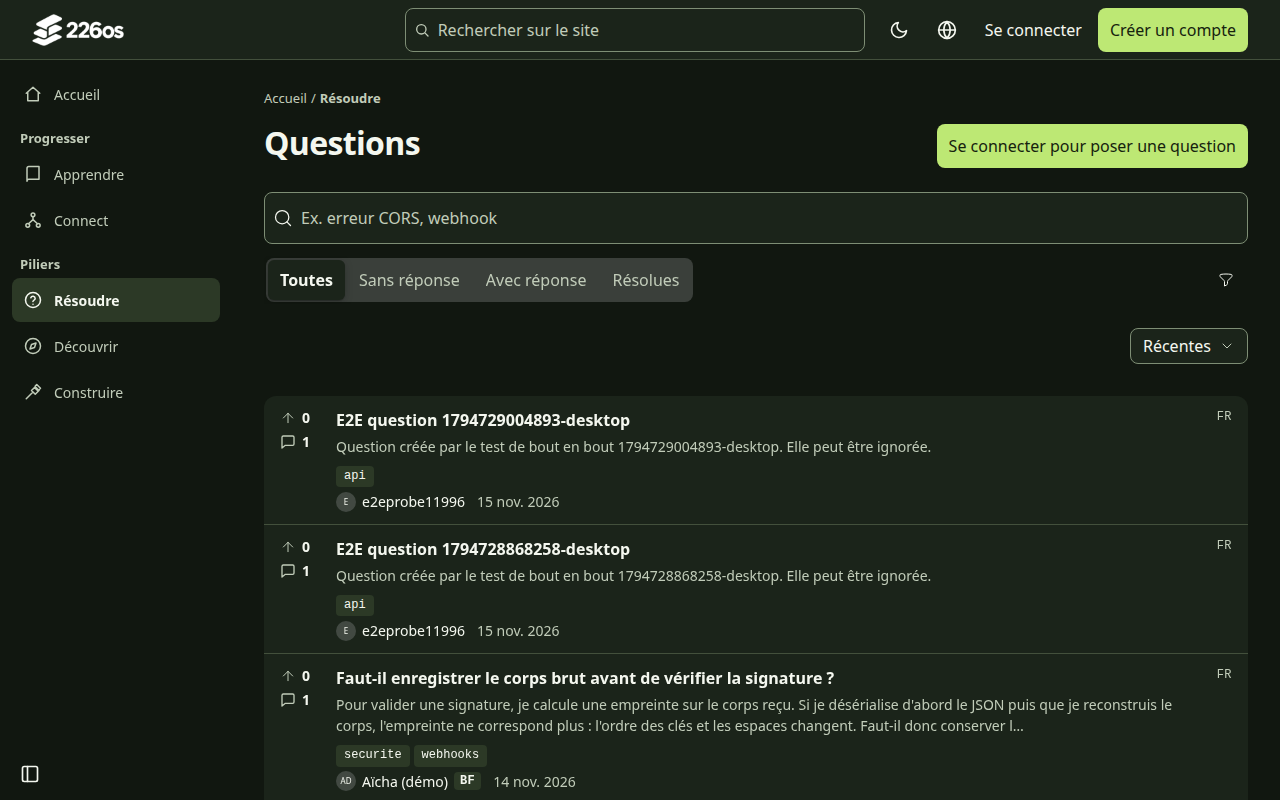 226os
Rechercher sur le site
Se connecter
Créer un compte
Accueil
Progresser
Apprendre
Connect
Piliers
Résoudre
Découvrir
Construire
Accueil / Résoudre
Questions
Se connecter pour poser une question
Ex. erreur CORS, webhook
Toutes
Sans réponse
Avec réponse
Résolues
Récentes
0
E2E question 1794729004893-desktop
FR
1
Question créée par le test de bout en bout 1794729004893-desktop. Elle peut être ignorée.
api
E e2eprobe11996 15 nov. 2026
0
E2E question 1794728868258-desktop
FR
1
Question créée par le test de bout en bout 1794728868258-desktop. Elle peut être ignorée.
api
E e2eprobe11996 15 nov. 2026
0
Faut-il enregistrer le corps brut avant de vérifier la signature ?
FR
1
Pour valider une signature, je calcule une empreinte sur le corps reçu. Si je désérialise d'abord le JSON puis que je reconstruis le
corps, l'empreinte ne correspond plus : l'ordre des clés et les espaces changent. Faut-il donc conserver l…
securite webhooks
AD Aïcha (démo) BF 14 nov. 2026